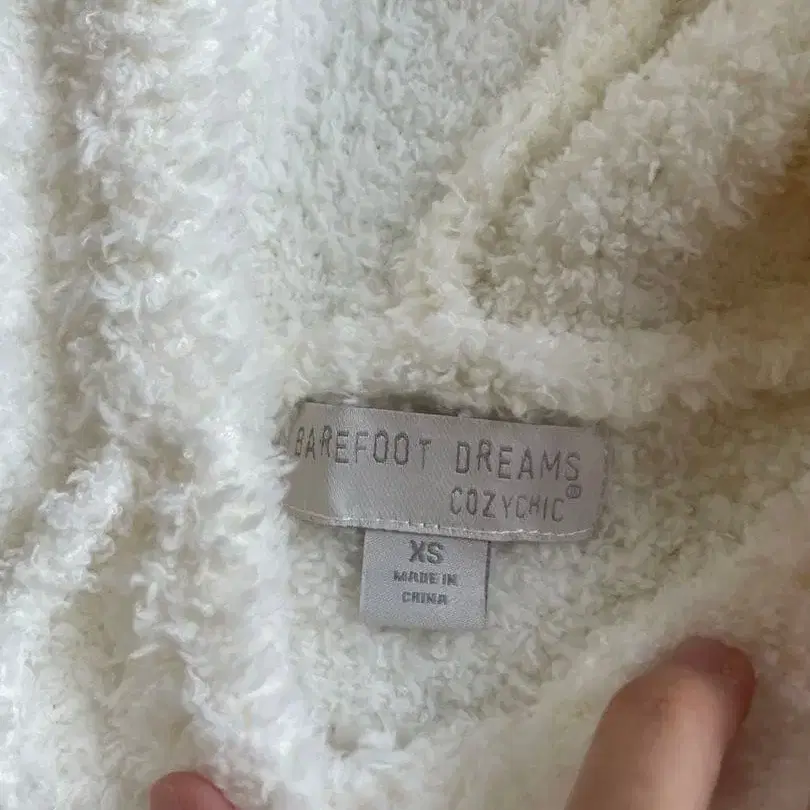 BAREFOOT DREAMS
COZYCHIC®
XS
MADE IN
CHINA